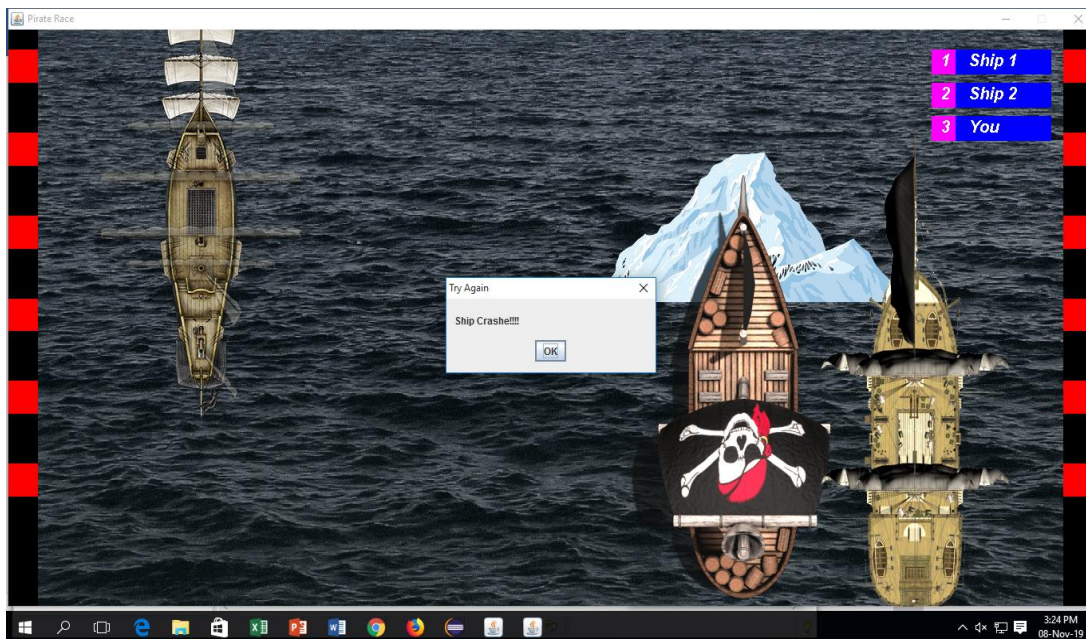 Pirate Race
1 Ship 1
2 Ship 2
3 You
Try Again
Ship Crashe!!!!
OK
3:24 PM
08-Nov-19